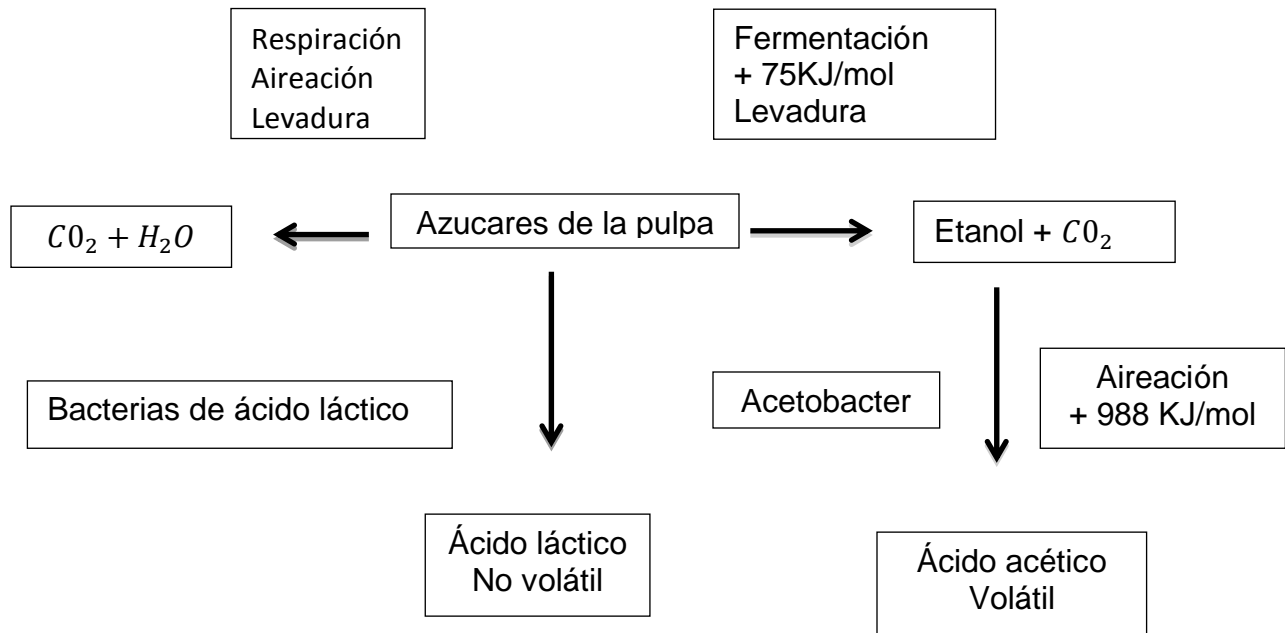 Respiración
Aireación
Levadura
Fermentación
+ 75KJ/mol
Levadura
C0₂ + H₂O
Azucares de la pulpa
Etanol + C0₂
Bacterias de ácido láctico
Acetobacter
Aireación
+ 988 KJ/mol
Ácido láctico
No volátil
Ácido acético
Volátil